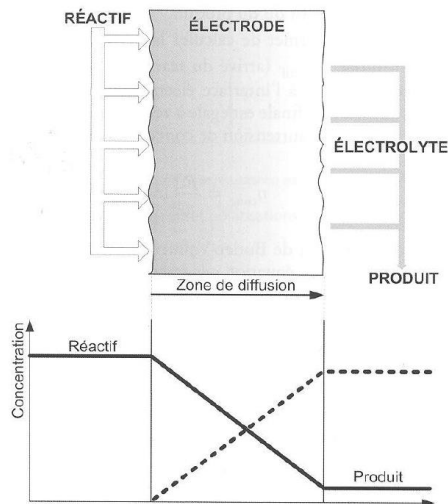 RÉACTIF
ÉLECTRODE
ÉLECTROLYTE
PRODUIT
Zone de diffusion
Concentration
Réactif
Produit